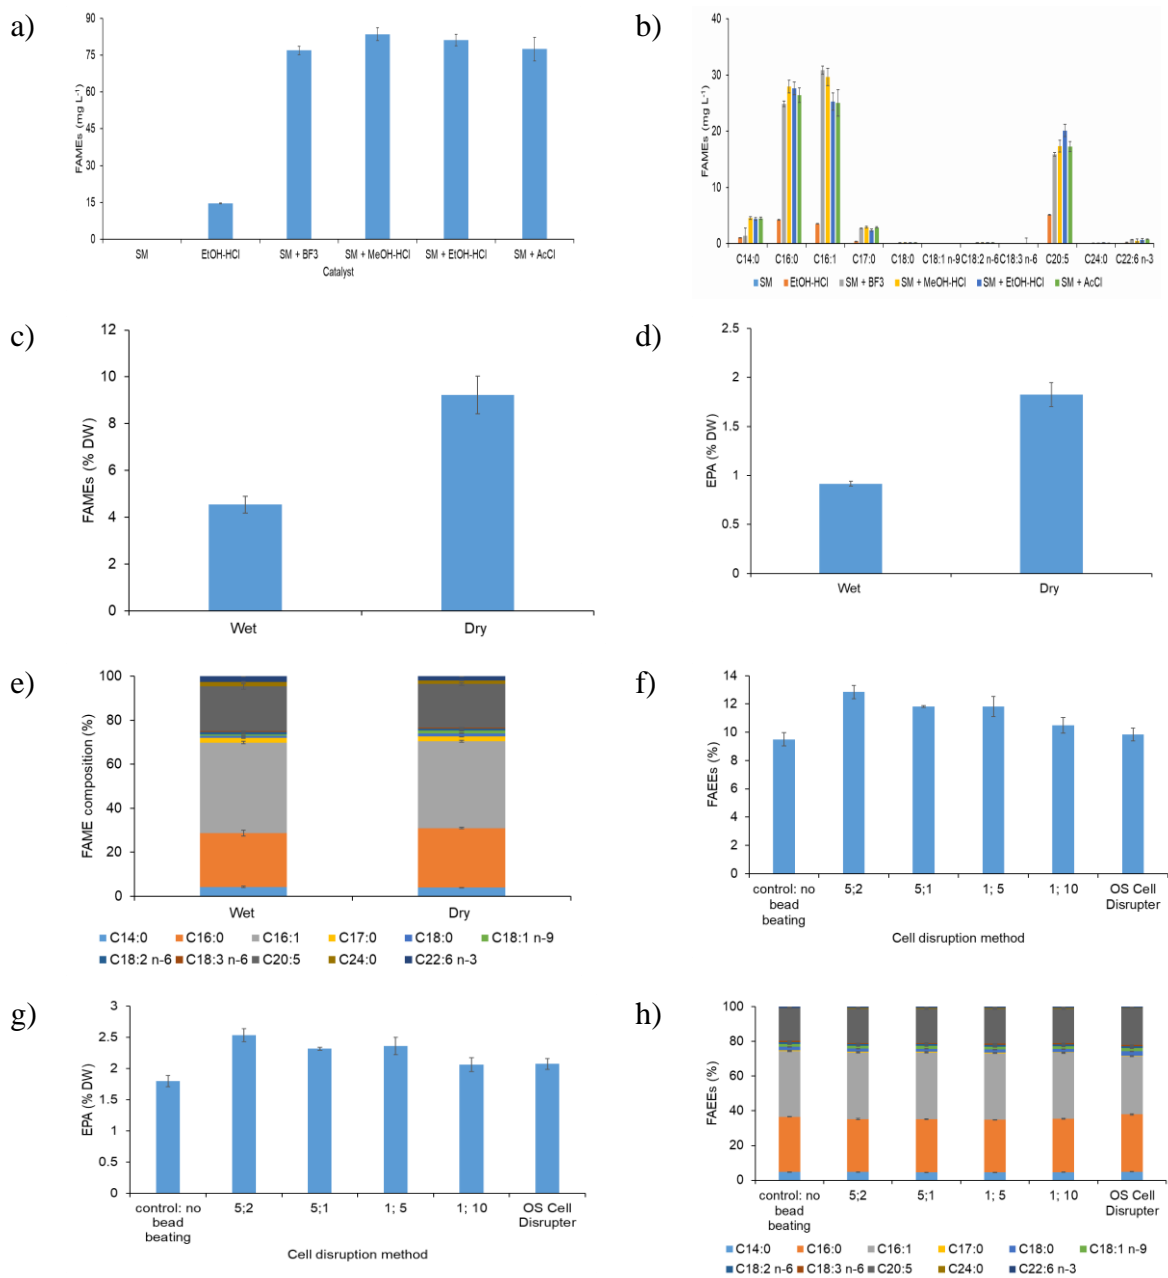 a)
90
75
60
45
30
15
0
FAMEs (mg L⁻¹)
SM EtOH-HCl SM + BF3 SM + MeOH-HCl SM + EtOH-HCl SM + AcCl
Catalyst
b)
40
30
20
10
0
FAMEs (mg L⁻¹)
C14:0 C16:0 C16:1 C17:0 C18:0 C18:1 n-9 C18:2 n-6 C18:3 n-6 C20:5 C24:0 C22:6 n-3
SM EtOH-HCl SM + BF3 SM + MeOH-HCl SM + EtOH-HCl SM + AcCl
c)
12
10
8
6
4
2
0
FAMEs (% DW)
Wet Dry
d)
2.5
2
1.5
1
0.5
0
EPA (% DW)
Wet Dry
e)
100
80
60
40
20
0
FAME composition (%)
Wet Dry
C14:0 C16:0 C16:1 C17:0 C18:0 C18:1 n-9
C18:2 n-6 C18:3 n-6 C20:5 C24:0 C22:6 n-3
f)
14
12
10
8
6
4
2
0
FAEEs (%)
control: no 5;2 5;1 1; 5 1; 10 OS Cell
bead Disrupter
beating
Cell disruption method
g)
3
2.5
2
1.5
1
0.5
0
EPA (% DW)
control: no 5;2 5;1 1; 5 1; 10 OS Cell
bead Disrupter
beating
Cell disruption method
h)
100
80
60
40
20
0
FAEEs (%)
control: no 5;2 5;1 1; 5 1; 10 OS Cell
bead Disrupter
beating
Cell disruption method
C14:0 C16:0 C16:1 C17:0 C18:0 C18:1 n-9
C18:2 n-6 C18:3 n-6 C20:5 C24:0 C22:6 n-3